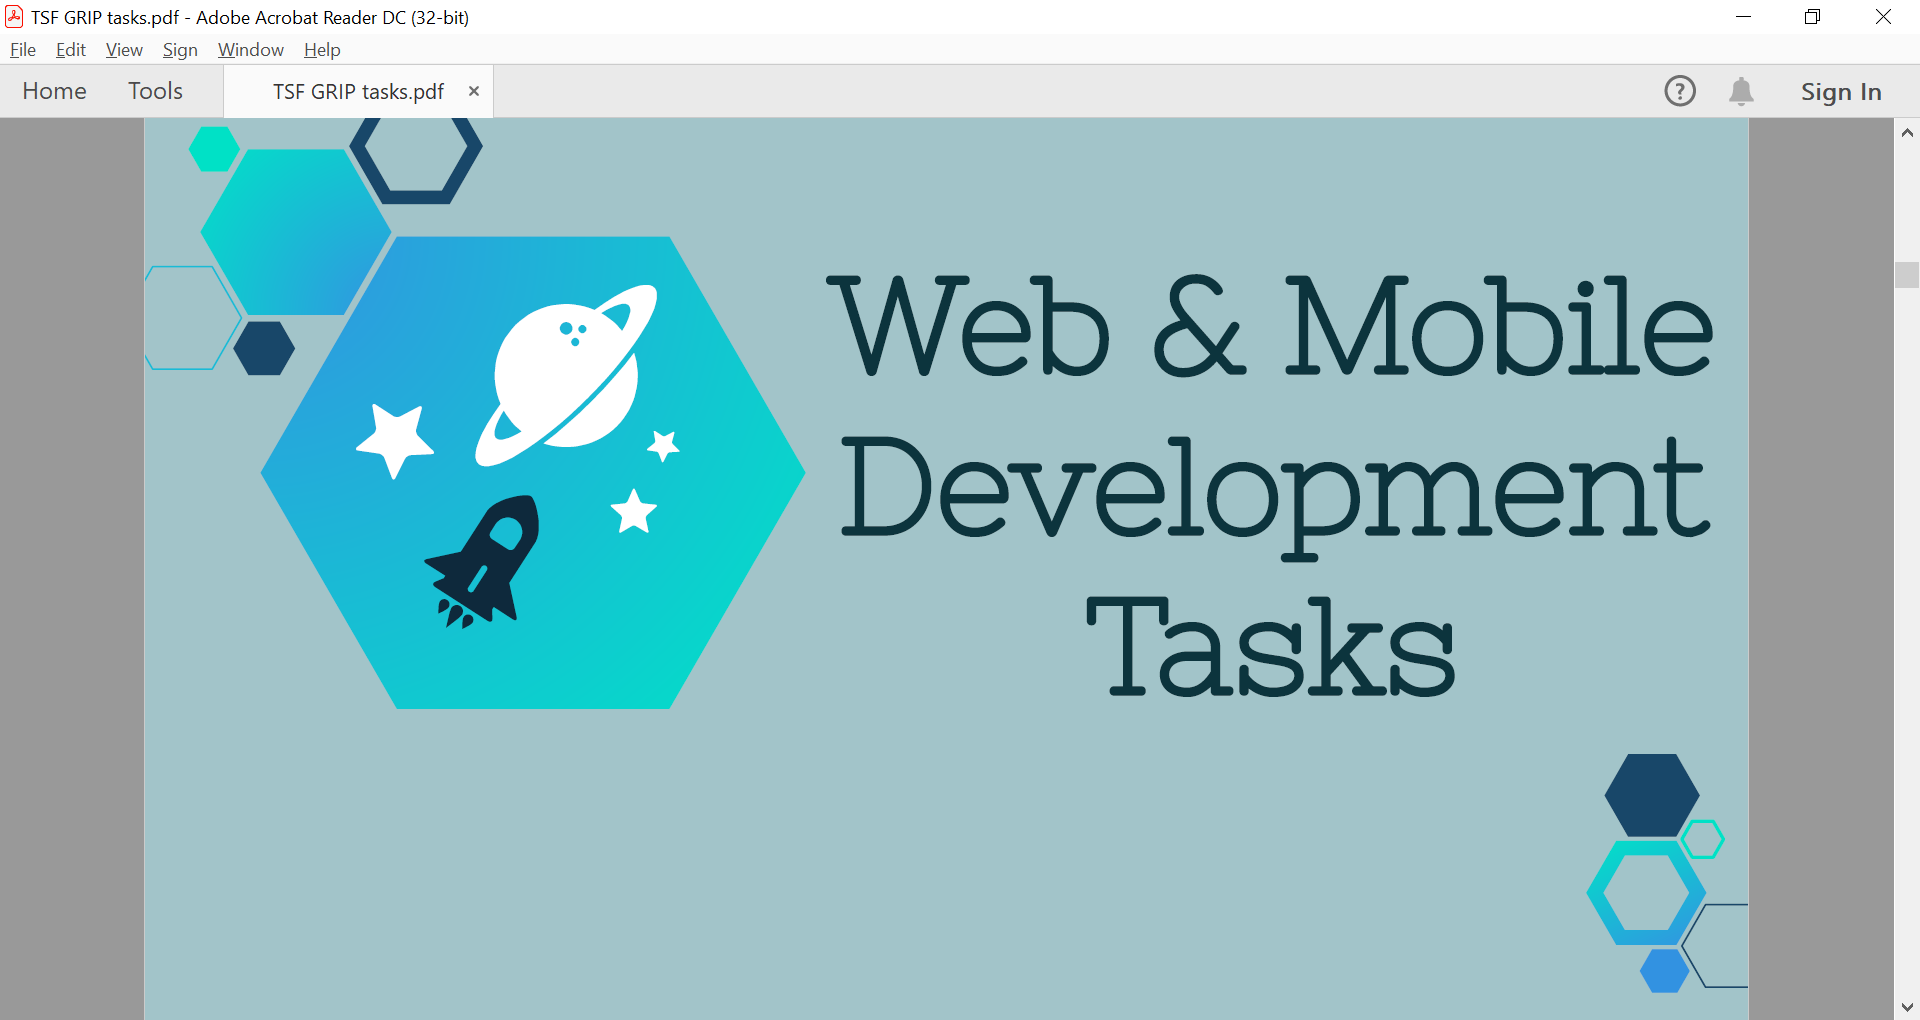 TSF GRIP tasks.pdf - Adobe Acrobat Reader DC (32-bit)
File Edit View Sign Window Help
Home Tools TSF GRIP tasks.pdf × ? Sign In
Web & Mobile
Development
Tasks